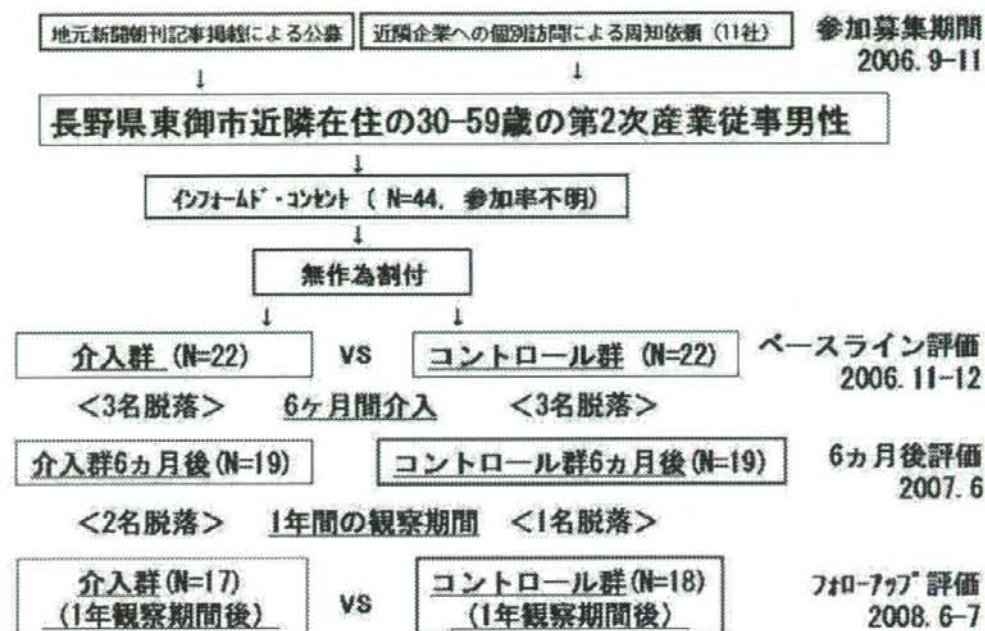 地元新聞朝刊記事掲載による公募 近隣企業への個別訪問による周知依頼 (11社) 参加募集期間
2006. 9-11
↓ ↓
長野県東御市近隣在住の30-59歳の第2次産業従事男性
↓
インフォームド・コンセント ( N=44, 参加率不明)
↓
無作為割付
↓ ↓
介入群 (N=22) VS コントロール群 (N=22) ベースライン評価
2006. 11-12
<3名脱落> 6ヶ月間介入 <3名脱落>
介入群6ヵ月後(N=19) コントロール群6ヵ月後(N=19) 6ヵ月後評価
2007. 6
<2名脱落> 1年間の観察期間 <1名脱落>
介入群(N=17) VS コントロール群(N=18) フォローアップ評価
(1年観察期間後) (1年観察期間後) 2008. 6-7